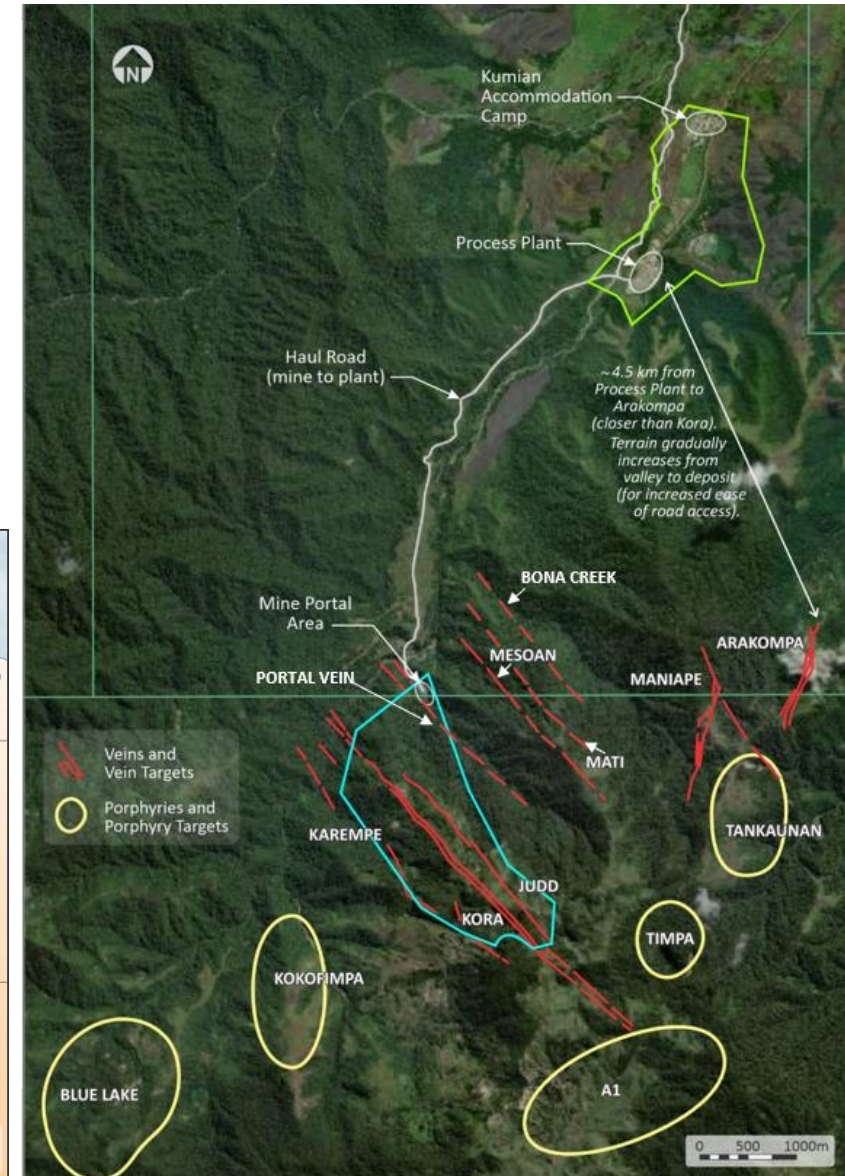 N
Kumian
Accommodation
Camp
Process Plant
Haul Road
(mine to plant)
~4.5 km from
Process Plant to
Arakompa
(closer than Kora).
Terrain gradually
increases from
valley to deposit
(for increased ease
of road access).
BONA CREEK
Mine Portal
Area
MESOAN
ARAKOMPA
PORTAL VEIN
MANIAPE
Veins and
Vein Targets
MATI
Porphyries and
Porphyry Targets
KAREMPE
TANKAUNAN
JUDD
KORA
TIMPA
KOKOFIMPA
BLUE LAKE
A1
0 500 1000m